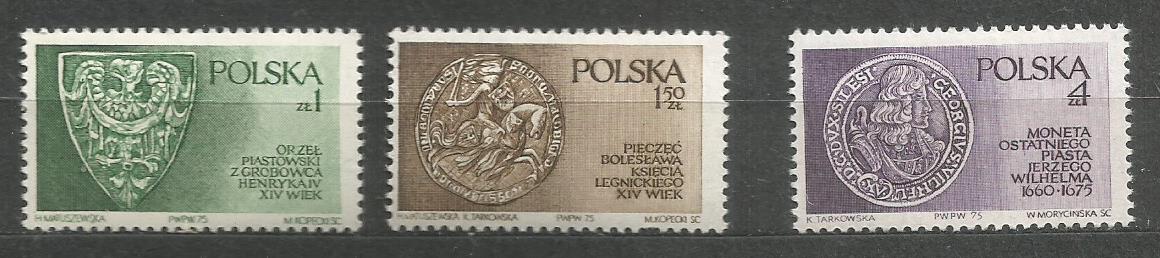 POLSKA
ZŁ 1
ORZEŁ
PIASTOWSKI
Z GROBOWCA
HENRYKA IV
XIV WIEK
H. MATUSZEWSKA PWPW 75 M. KOPECKI SC
POLSKA
1 50 ZŁ
PIECZĘĆ
BOLESŁAWA
KSIĘCIA
LEGNICKIEGO
XIV WIEK
H. MATUSZEWSKA K. TARKOWSKA PWPW 75 M. KOPECKI SC
POLSKA
4 ZŁ
GEORGIUS·WILHELM
D·G·DUX·SILESI
MONETA
OSTATNIEGO
PIASTA
JERZEGO
WILHELMA
1660·1675
K. TARKOWSKA PWPW 75 W. MORYCIŃSKA SC